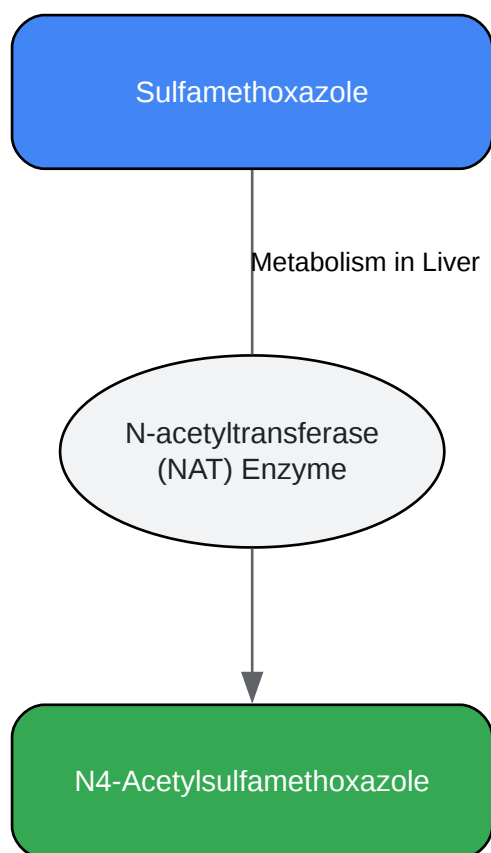 Sulfamethoxazole
Metabolism in Liver
N-acetyltransferase
(NAT) Enzyme
N4-Acetylsulfamethoxazole